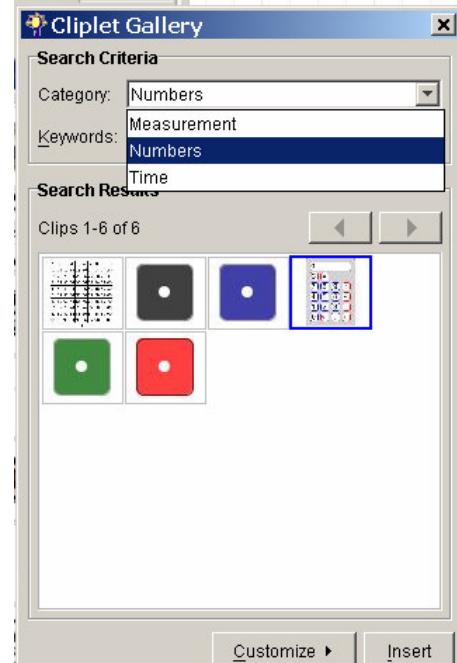 Cliplet Gallery
Search Criteria
Category: Numbers
Keywords:
Measurement
Numbers
Time
Search Results
Clips 1-6 of 6
Customize
Insert